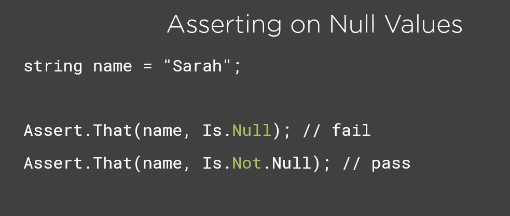 Asserting on Null Values
string name = "Sarah";
Assert.That(name, Is.Null); // fail
Assert.That(name, Is.Not.Null); // pass